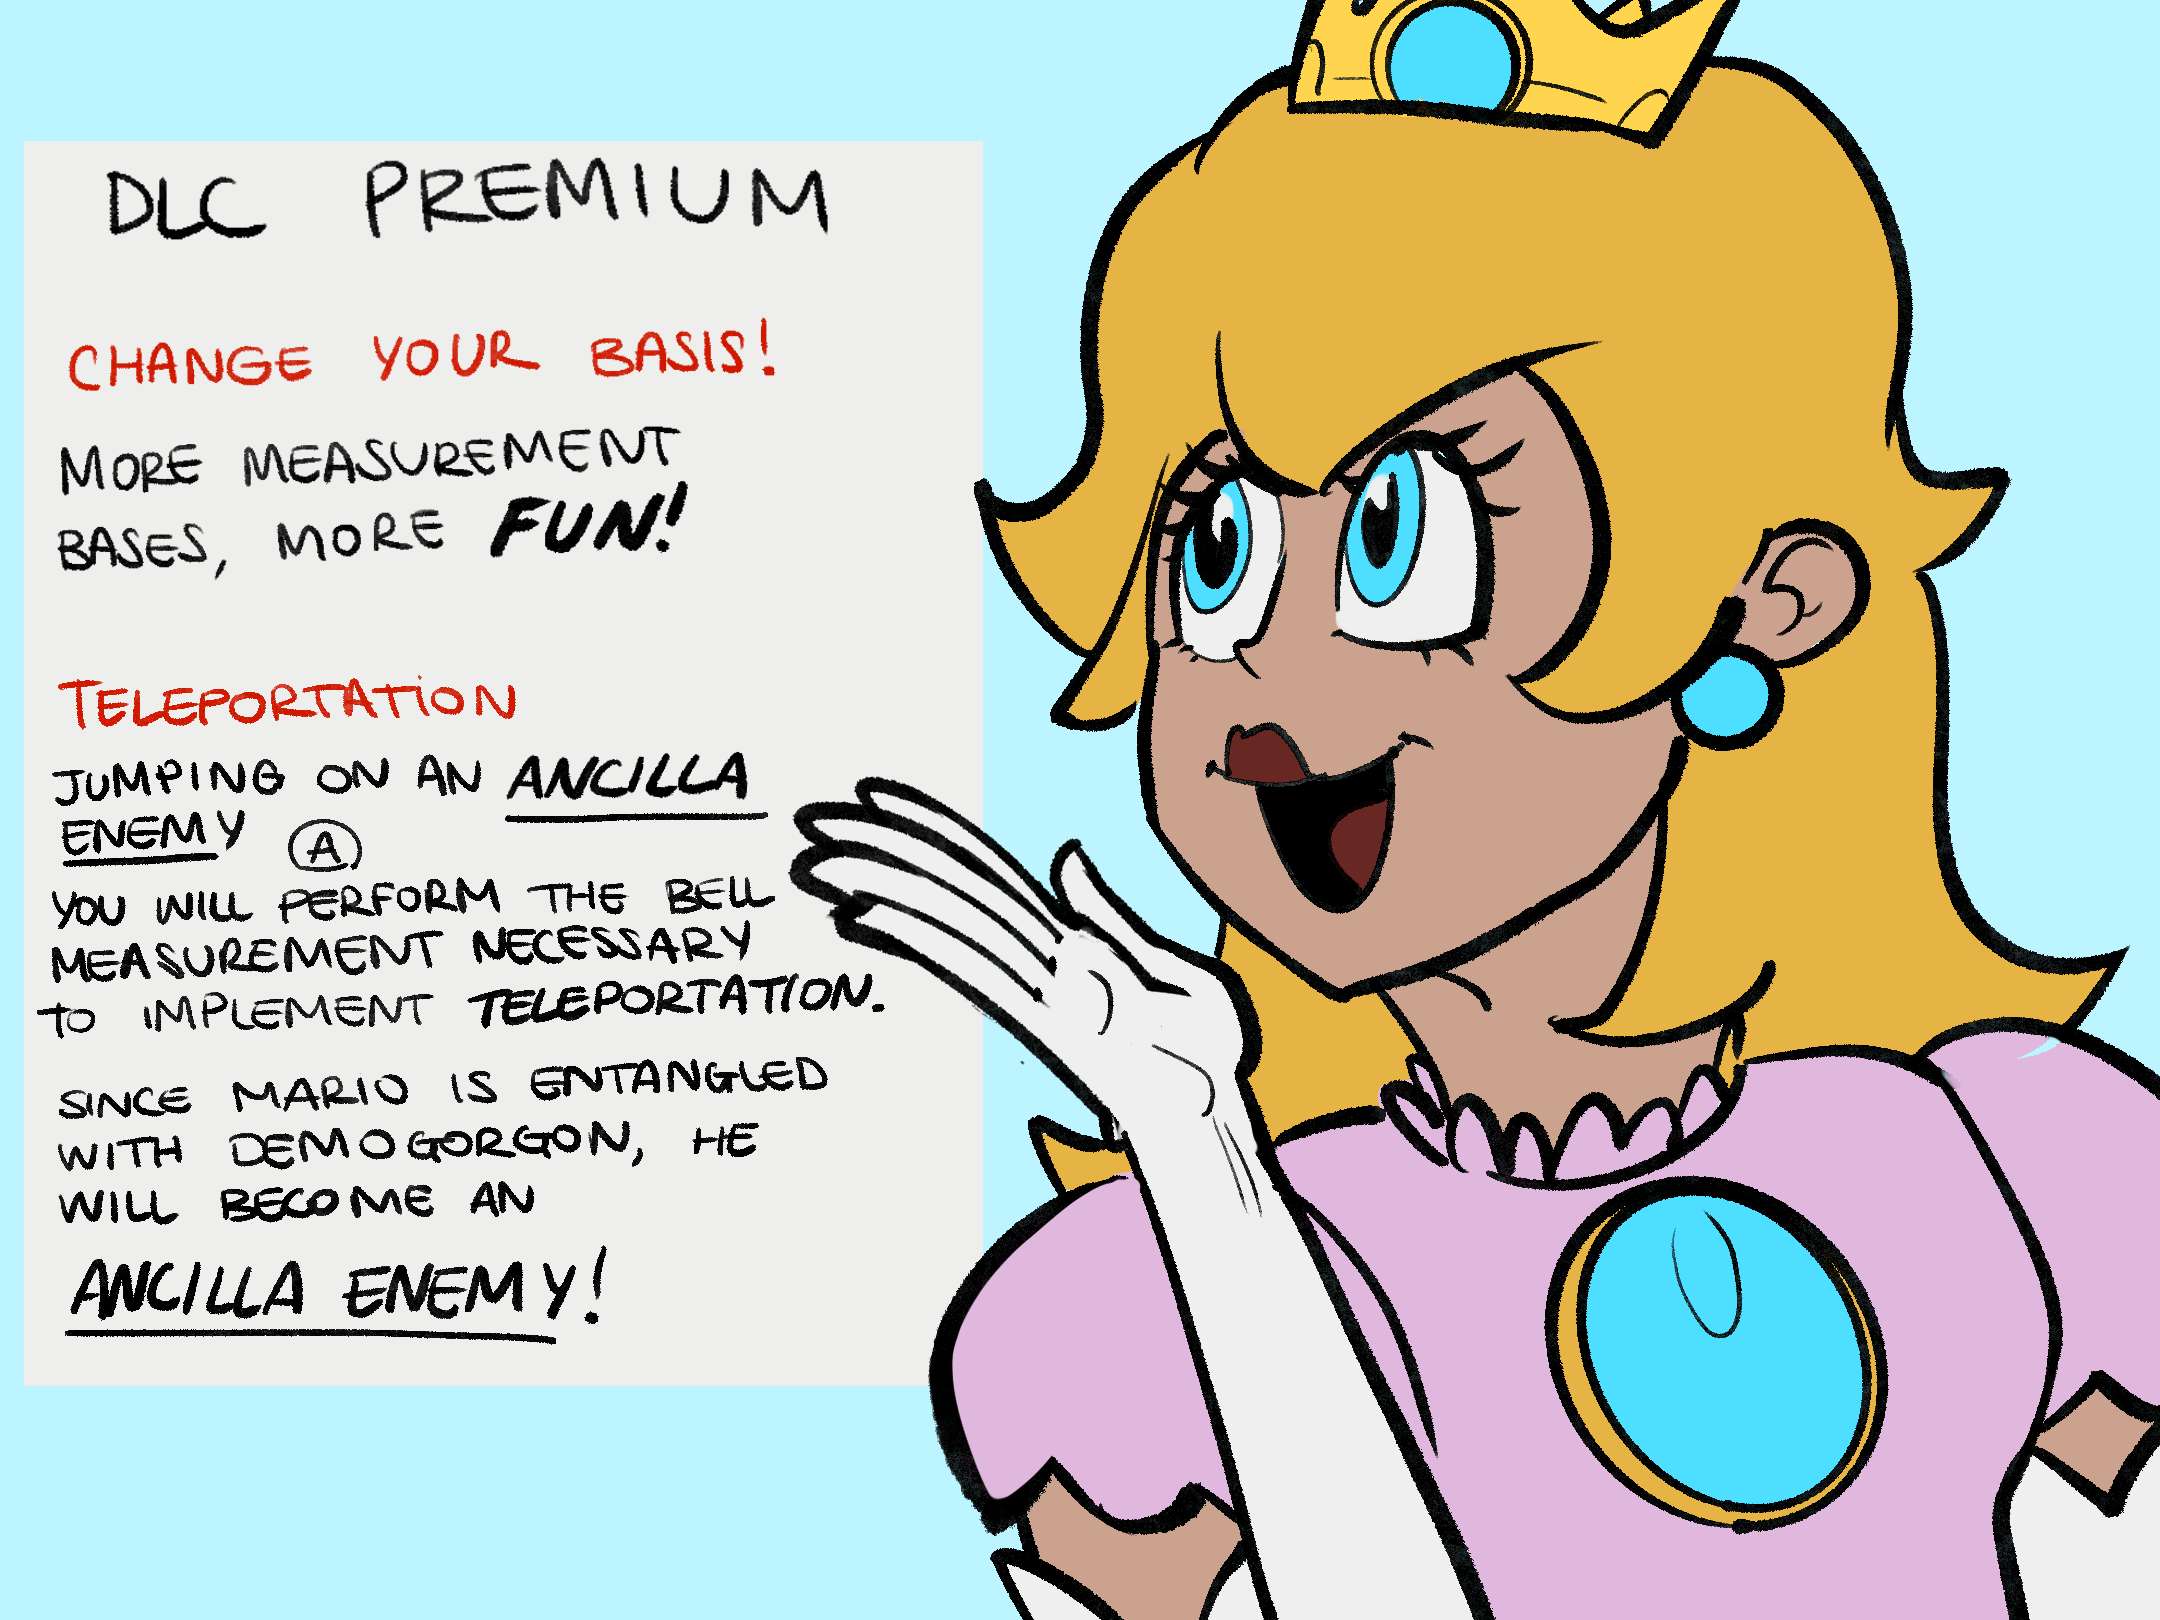 DLC PREMIUM
CHANGE YOUR BASIS!
MORE MEASUREMENT
BASES, MORE FUN!
TELEPORTATION
JUMPING ON AN ANCILLA
ENEMY A
YOU WILL PERFORM THE BELL
MEASUREMENT NECESSARY
TO IMPLEMENT TELEPORTATION.
SINCE MARIO IS ENTANGLED
WITH DEMOGORGON, HE
WILL BECOME AN
ANCILLA ENEMY!